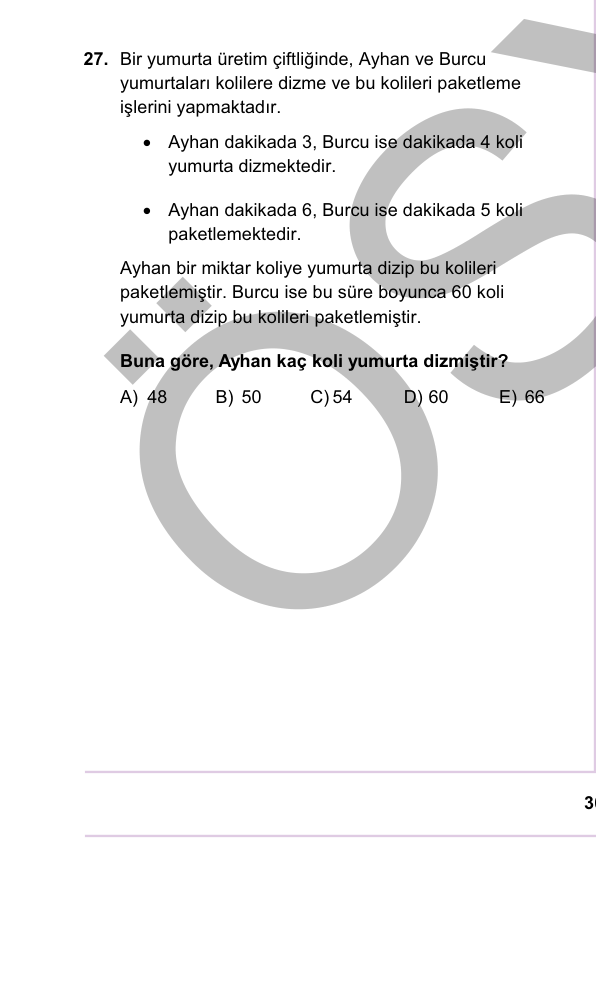 27. Bir yumurta üretim çiftliğinde, Ayhan ve Burcu
yumurtaları kolilere dizme ve bu kolileri paketleme
işlerini yapmaktadır.
• Ayhan dakikada 3, Burcu ise dakikada 4 koli
yumurta dizmektedir.
• Ayhan dakikada 6, Burcu ise dakikada 5 koli
paketlemektedir.
Ayhan bir miktar koliye yumurta dizip bu kolileri
paketlemiştir. Burcu ise bu süre boyunca 60 koli
yumurta dizip bu kolileri paketlemiştir.
Buna göre, Ayhan kaç koli yumurta dizmiştir?
A) 48 B) 50 C) 54 D) 60 E) 66